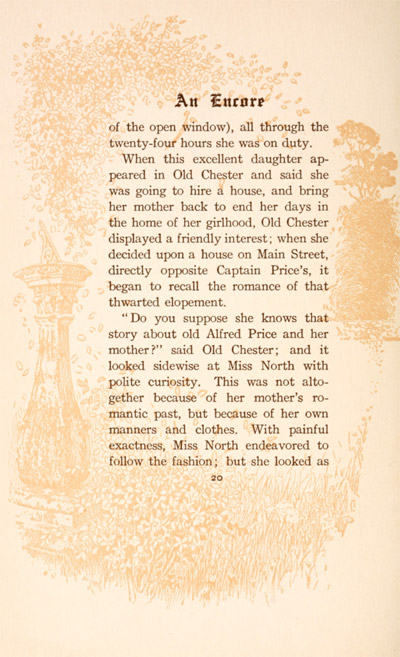 An Encore
of the open window), all through the
twenty-four hours she was on duty.
When this excellent daughter ap-
peared in Old Chester and said she
was going to hire a house, and bring
her mother back to end her days in
the home of her girlhood, Old Chester
displayed a friendly interest; when she
decided upon a house on Main Street,
directly opposite Captain Price's, it
began to recall the romance of that
thwarted elopement.
"Do you suppose she knows that
story about old Alfred Price and her
mother?" said Old Chester; and it
looked sidewise at Miss North with
polite curiosity. This was not alto-
gether because of her mother's ro-
mantic past, but because of her own
manners and clothes. With painful
exactness, Miss North endeavored to
follow the fashion; but she looked as
20